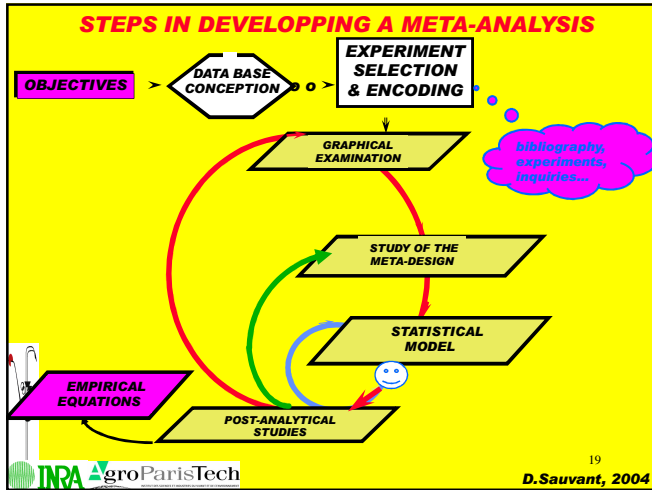 STEPS IN DEVELOPPING A META-ANALYSIS
OBJECTIVES
DATA BASE
CONCEPTION
EXPERIMENT
SELECTION
& ENCODING
bibliography,
experiments,
inquiries...
GRAPHICAL
EXAMINATION
STUDY OF THE
META-DESIGN
STATISTICAL
MODEL
EMPIRICAL
EQUATIONS
POST-ANALYTICAL
STUDIES
INRA
AgroParisTech
19
D.Sauvant, 2004